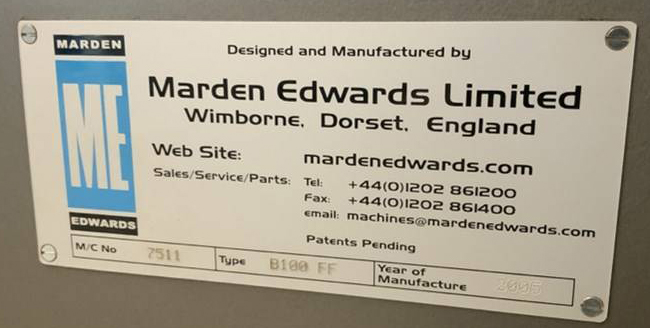 MARDEN
ME
EDWARDS
Designed and Manufactured by
Marden Edwards Limited
Wimborne, Dorset, England
Web Site: mardenedwards.com
Sales/Service/Parts: Tel: +44(0)1202 861200
Fax: +44(0)1202 861400
email: machines@mardenedwards.com
Patents Pending
M/C No 7511 Type B100 FF Year of Manufacture 2005